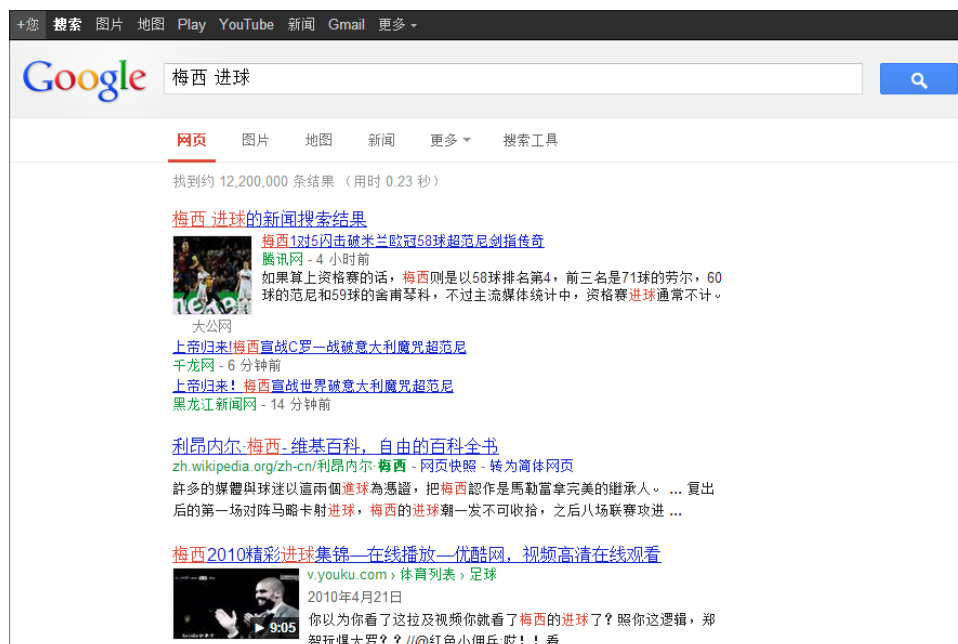 +您 搜索 图片 地图 Play YouTube 新闻 Gmail 更多
Google 梅西 进球
网页 图片 地图 新闻 更多 搜索工具
找到约 12,200,000 条结果 （用时 0.23 秒）
梅西 进球的新闻搜索结果
梅西1对5闪击破米兰欧冠58球超范尼剑指传奇
腾讯网 - 4 小时前
如果算上资格赛的话，梅西则是以58球排名第4，前三名是71球的劳尔，60
球的范尼和59球的舍甫琴科，不过主流媒体统计中，资格赛进球通常不计。
大公网
上帝归来!梅西宣战C罗一战破意大利魔咒超范尼
千龙网 - 6 分钟前
上帝归来！梅西宣战世界破意大利魔咒超范尼
黑龙江新闻网 - 14 分钟前
利昂内尔·梅西 - 维基百科，自由的百科全书
zh.wikipedia.org/zh-cn/利昂内尔·梅西 - 网页快照 - 转为简体网页
許多的媒體與球迷以這兩個進球為憑證，把梅西認作是馬勒當拿完美的繼承人。 ... 复出
后的第一场对阵马略卡射进球，梅西的进球潮一发不可收拾，之后八场联赛攻进 ...
梅西2010精彩进球集锦—在线播放—优酷网，视频高清在线观看
v.youku.com › 体育列表 › 足球
2010年4月21日
9:05
你以为你看了这拉及视频你就看了梅西的进球了? 照你这逻辑，郑
智玩爆大罗? ? //@红色小佣兵:哎！！看